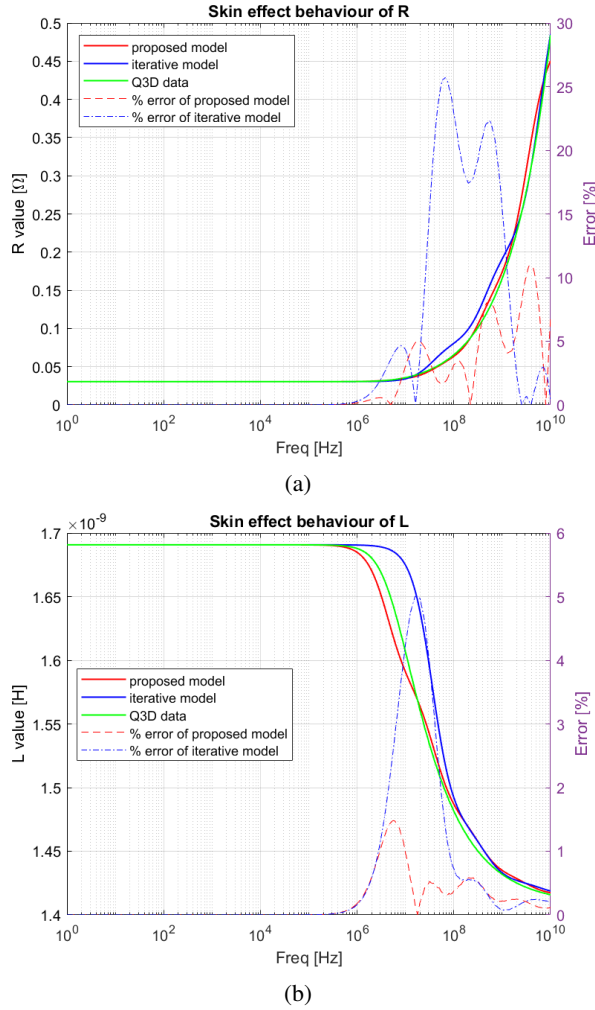 Skin effect behaviour of R
0.5
0.45
0.4
0.35
0.3
0.25
0.2
0.15
0.1
0.05
0
R value [Ω]
proposed model
iterative model
Q3D data
% error of proposed model
% error of iterative model
30
25
20
15
10
5
0
Error [%]
10^0
10^2
10^4
10^6
10^8
10^10
Freq [Hz]
(a)
×10^-9
Skin effect behaviour of L
1.7
1.65
1.6
1.55
1.5
1.45
1.4
L value [H]
proposed model
iterative model
Q3D data
% error of proposed model
% error of iterative model
6
5
4
3
2
1
0
Error [%]
10^0
10^2
10^4
10^6
10^8
10^10
Freq [Hz]
(b)